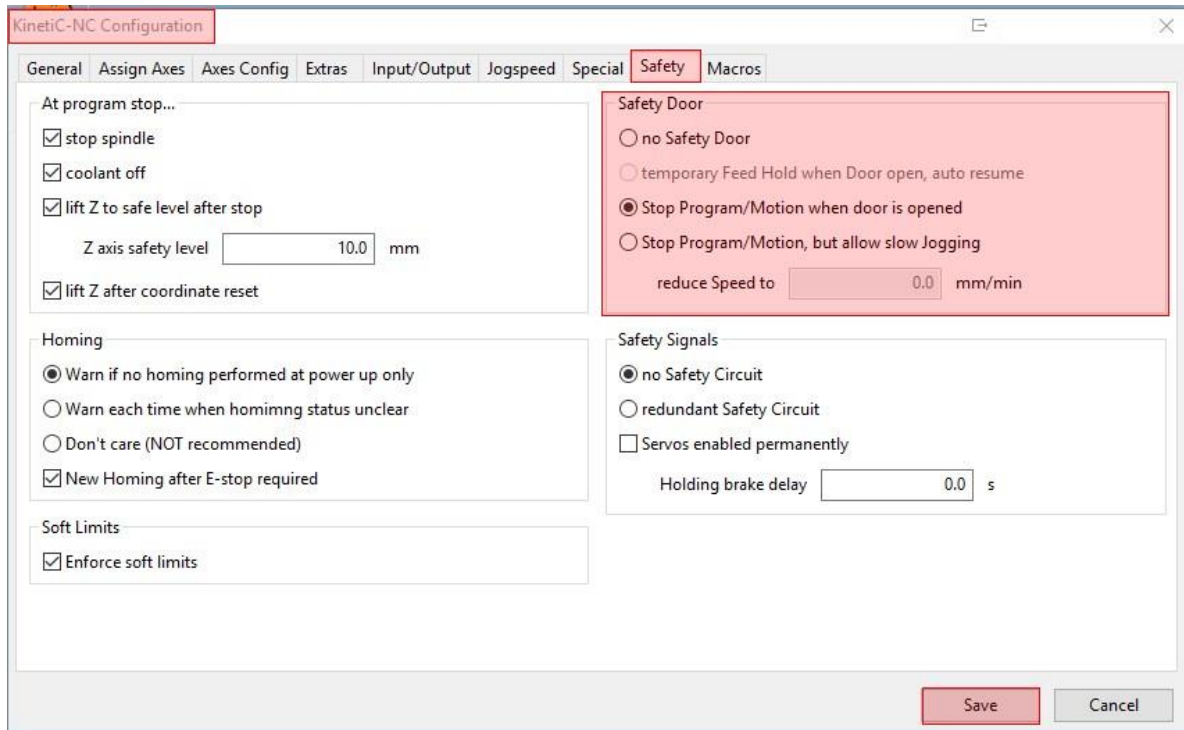 KinetiC-NC Configuration
General Assign Axes Axes Config Extras Input/Output Jogspeed Special Safety Macros
At program stop...
stop spindle
coolant off
lift Z to safe level after stop
Z axis safety level 10.0 mm
lift Z after coordinate reset
Homing
Warn if no homing performed at power up only
Warn each time when homimng status unclear
Don't care (NOT recommended)
New Homing after E-stop required
Soft Limits
Enforce soft limits
Safety Door
no Safety Door
temporary Feed Hold when Door open, auto resume
Stop Program/Motion when door is opened
Stop Program/Motion, but allow slow Jogging
reduce Speed to 0.0 mm/min
Safety Signals
no Safety Circuit
redundant Safety Circuit
Servos enabled permanently
Holding brake delay 0.0 s
Save Cancel